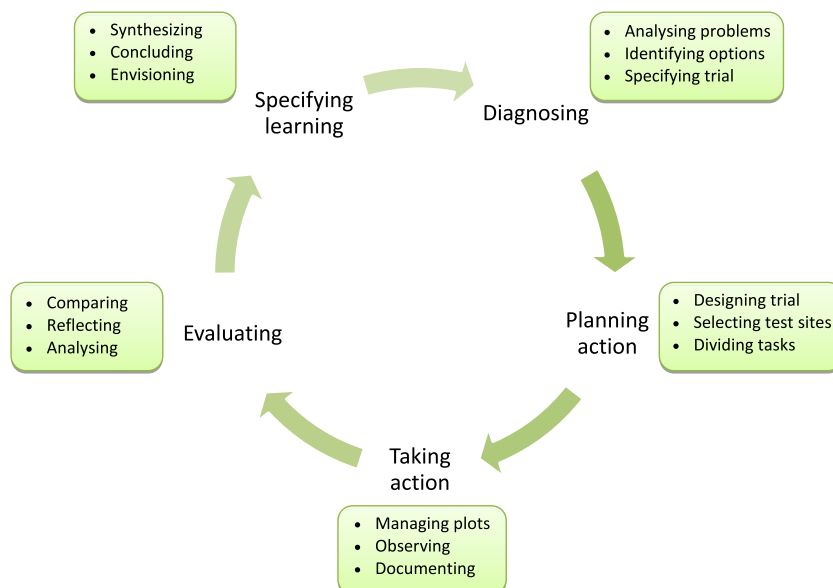 • Synthesizing
• Concluding
• Envisioning
Specifying
learning
• Analysing problems
• Identifying options
• Specifying trial
Diagnosing
• Designing trial
• Selecting test sites
• Dividing tasks
Planning
action
Taking
action
• Managing plots
• Observing
• Documenting
• Comparing
• Reflecting
• Analysing
Evaluating